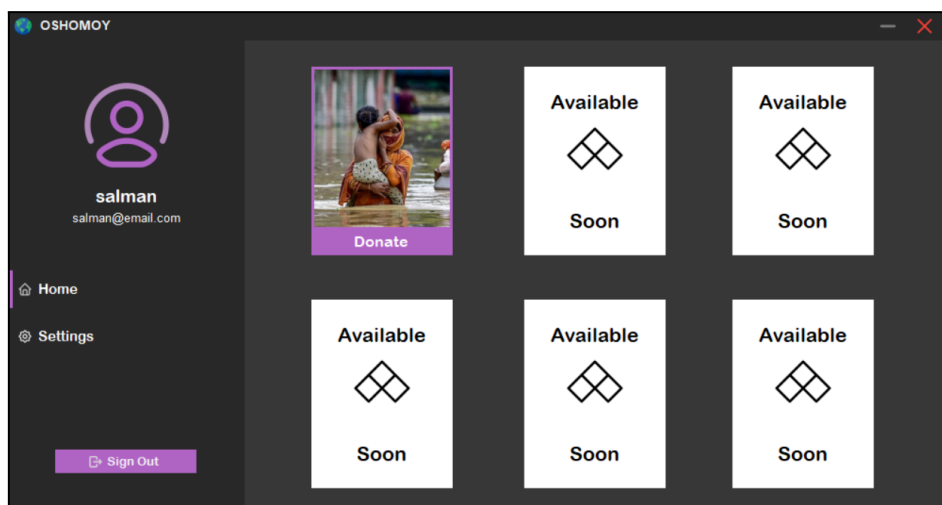 OSHOMOY
salman
salman@email.com
Home
Settings
Sign Out
Donate
Available
Soon
Available
Soon
Available
Soon
Available
Soon
Available
Soon